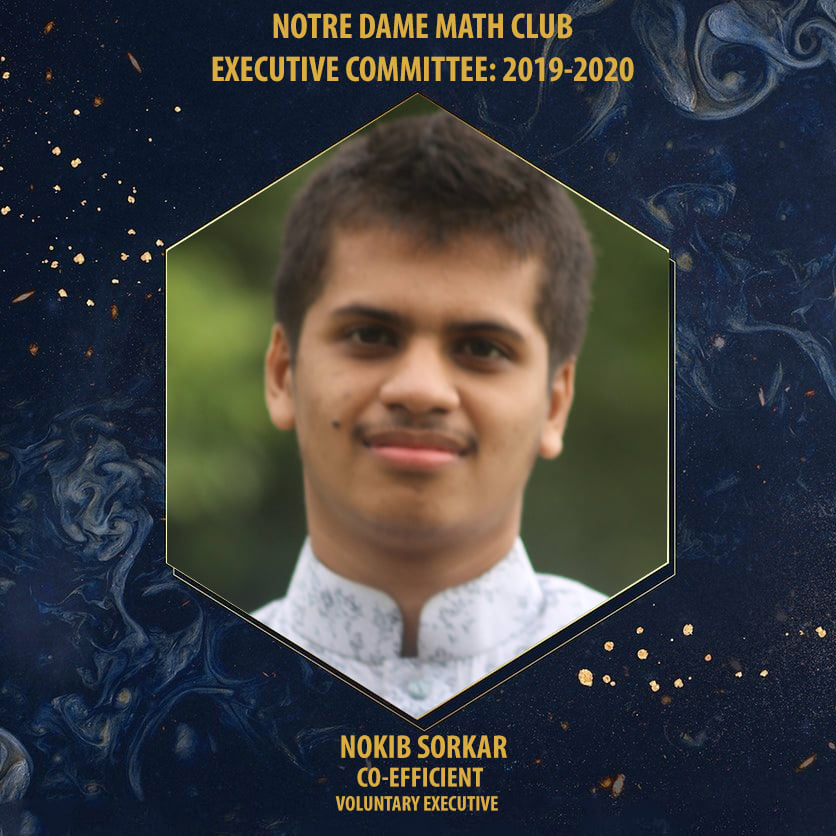 NOTRE DAME MATH CLUB
EXECUTIVE COMMITTEE: 2019-2020
NOKIB SORKAR
CO-EFFICIENT
VOLUNTARY EXECUTIVE